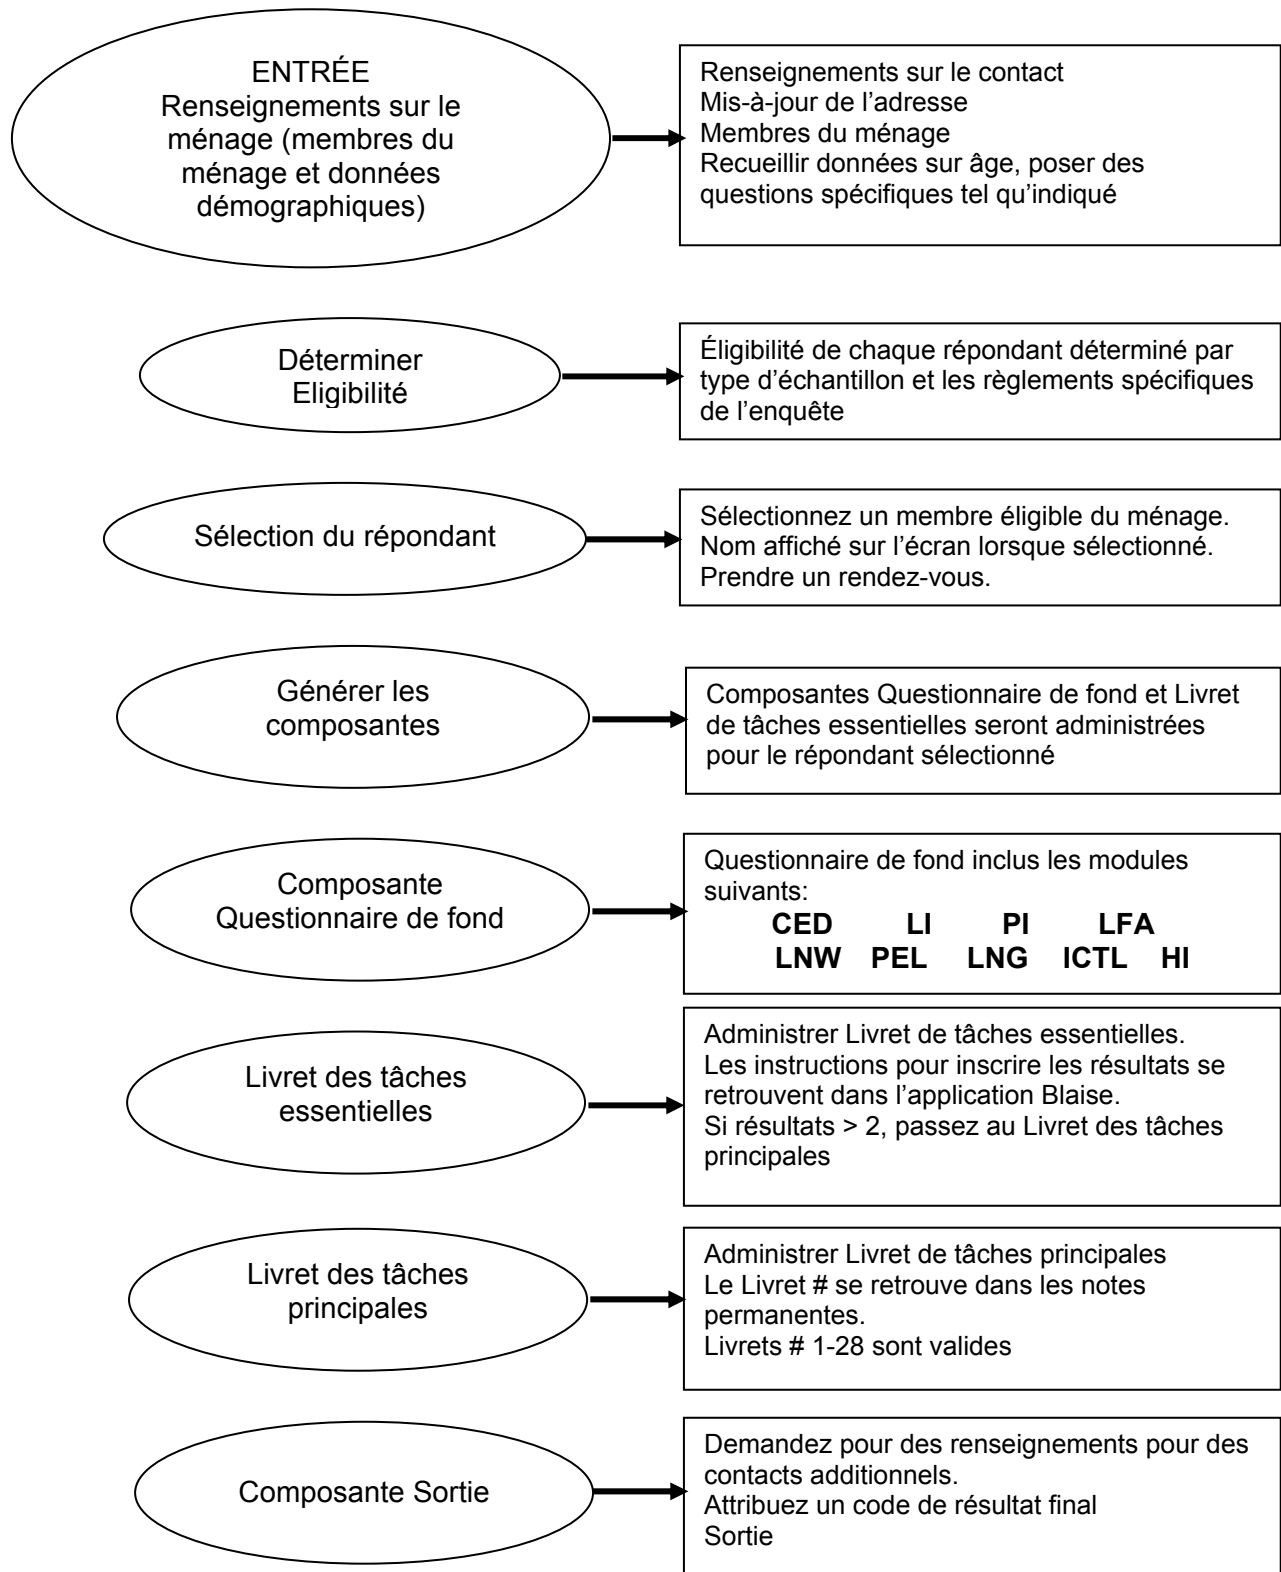 ENTRÉE
Renseignements sur le
ménage (membres du
ménage et données
démographiques)
Renseignements sur le contact
Mis-à-jour de l’adresse
Membres du ménage
Recueillir données sur âge, poser des
questions spécifiques tel qu’indiqué
Déterminer
Eligibilité
Éligibilité de chaque répondant déterminé par
type d’échantillon et les règlements spécifiques
de l’enquête
Sélection du répondant
Sélectionnez un membre éligible du ménage.
Nom affiché sur l’écran lorsque sélectionné.
Prendre un rendez-vous.
Générer les
composantes
Composantes Questionnaire de fond et Livret
de tâches essentielles seront administrées
pour le répondant sélectionné
Composante
Questionnaire de fond
Questionnaire de fond inclus les modules
suivants:
CED LI PI LFA
LNW PEL LNG ICTL HI
Livret des tâches
essentielles
Administrer Livret de tâches essentielles.
Les instructions pour inscrire les résultats se
retrouvent dans l’application Blaise.
Si résultats > 2, passez au Livret des tâches
principales
Livret des tâches
principales
Administrer Livret de tâches principales
Le Livret # se retrouve dans les notes
permanentes.
Livrets # 1-28 sont valides
Composante Sortie
Demandez pour des renseignements pour des
contacts additionnels.
Attribuez un code de résultat final
Sortie